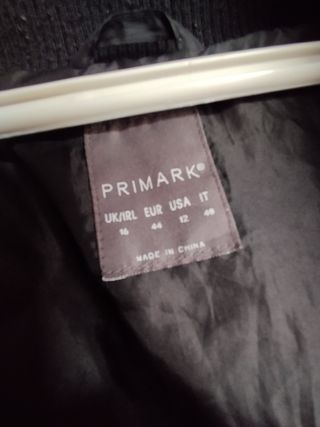 PRIMARK®
UK/IRL EUR USA IT
16 44 12 48
MADE IN CHINA